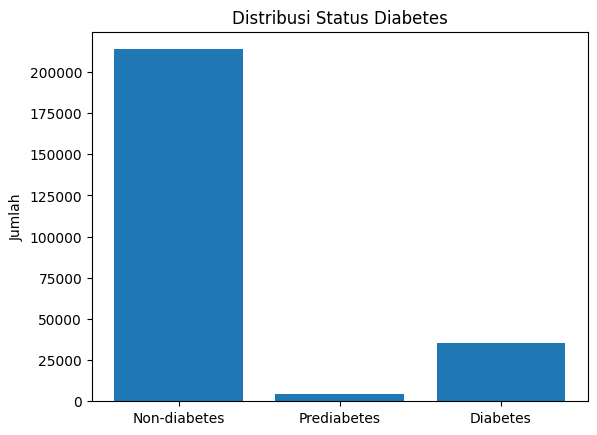 Distribusi Status Diabetes
Jumlah
200000
175000
150000
125000
100000
75000
50000
25000
0
Non-diabetes
Prediabetes
Diabetes